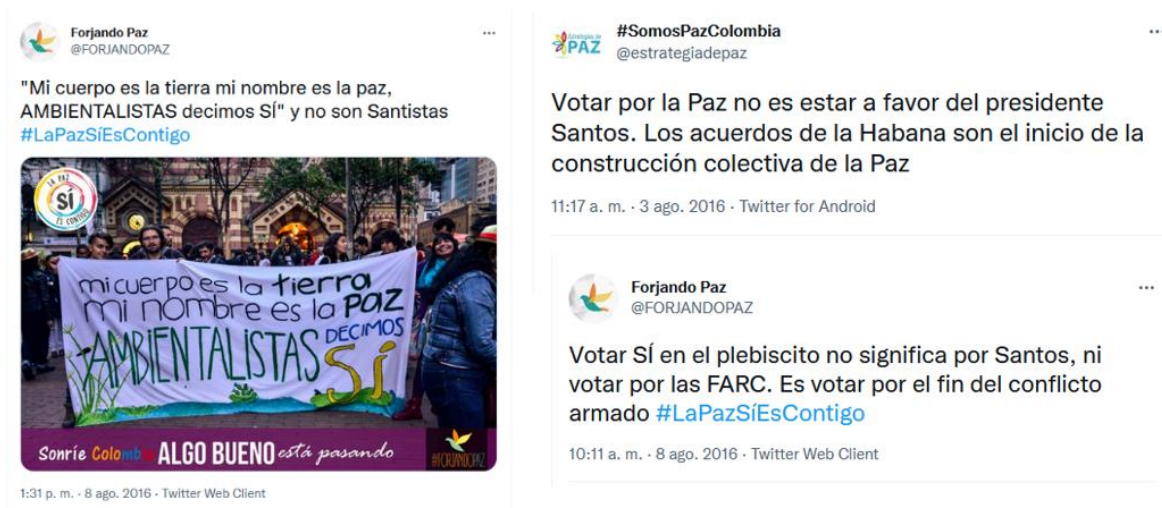 Forjando Paz
@FORJANDOPAZ
"Mi cuerpo es la tierra mi nombre es la paz,
AMBIENTALISTAS decimos SÍ" y no son Santistas
#LaPazSíEsContigo
LA PAZ
SÍ
ES CONTIGO
mi cuerpo es la tierra
mi nombre es la Paz
AMBIENTALISTAS DECIMOS
SÍ
Sonríe Colombia ALGO BUENO está pasando
#FORJANDOPAZ
1:31 p. m. · 8 ago. 2016 · Twitter Web Client
Estrategias de
PAZ
#SomosPazColombia
@estrategiadepaz
Votar por la Paz no es estar a favor del presidente
Santos. Los acuerdos de la Habana son el inicio de la
construcción colectiva de la Paz
11:17 a. m. · 3 ago. 2016 · Twitter for Android
Forjando Paz
@FORJANDOPAZ
Votar SÍ en el plebiscito no significa por Santos, ni
votar por las FARC. Es votar por el fin del conflicto
armado #LaPazSíEsContigo
10:11 a. m. · 8 ago. 2016 · Twitter Web Client